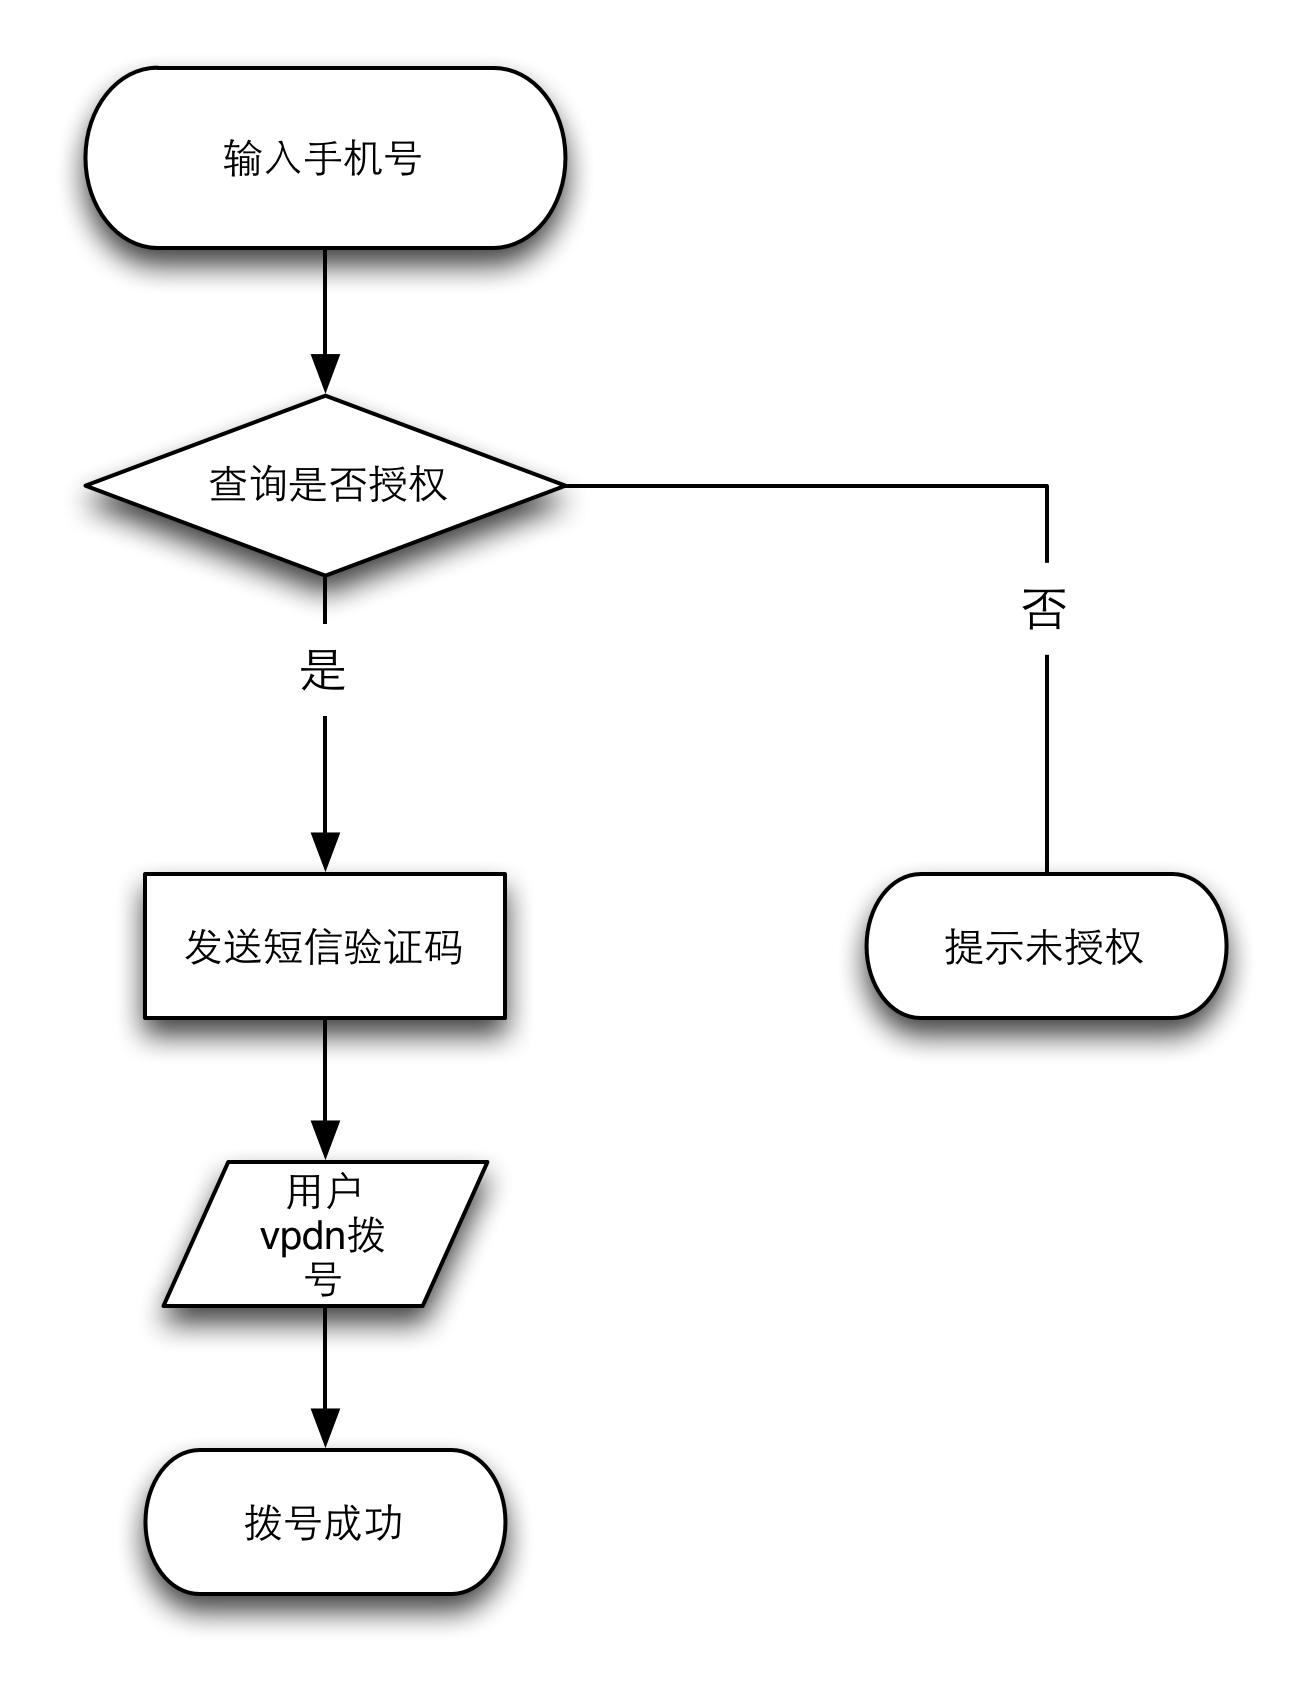 输入手机号
查询是否授权
否
是
发送短信验证码
提示未授权
用户
vpdn拨
号
拨号成功